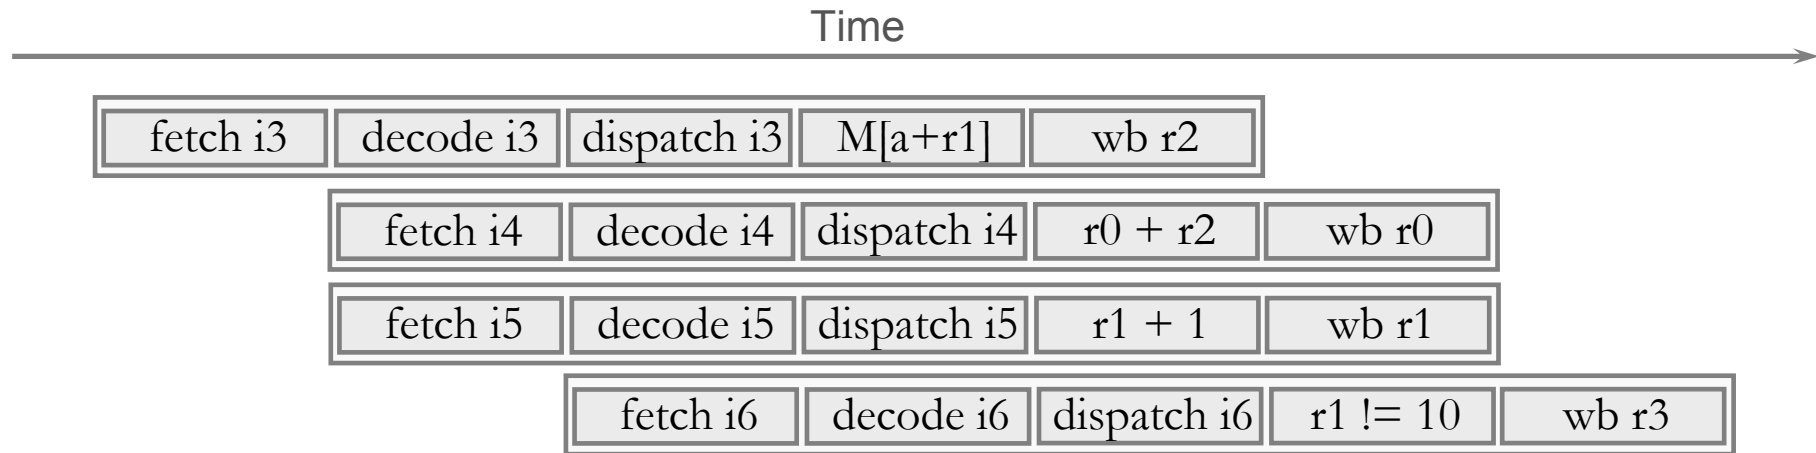 Time
fetch i3 decode i3 dispatch i3 M[a+r1] wb r2
fetch i4 decode i4 dispatch i4 r0 + r2 wb r0
fetch i5 decode i5 dispatch i5 r1 + 1 wb r1
fetch i6 decode i6 dispatch i6 r1 != 10 wb r3